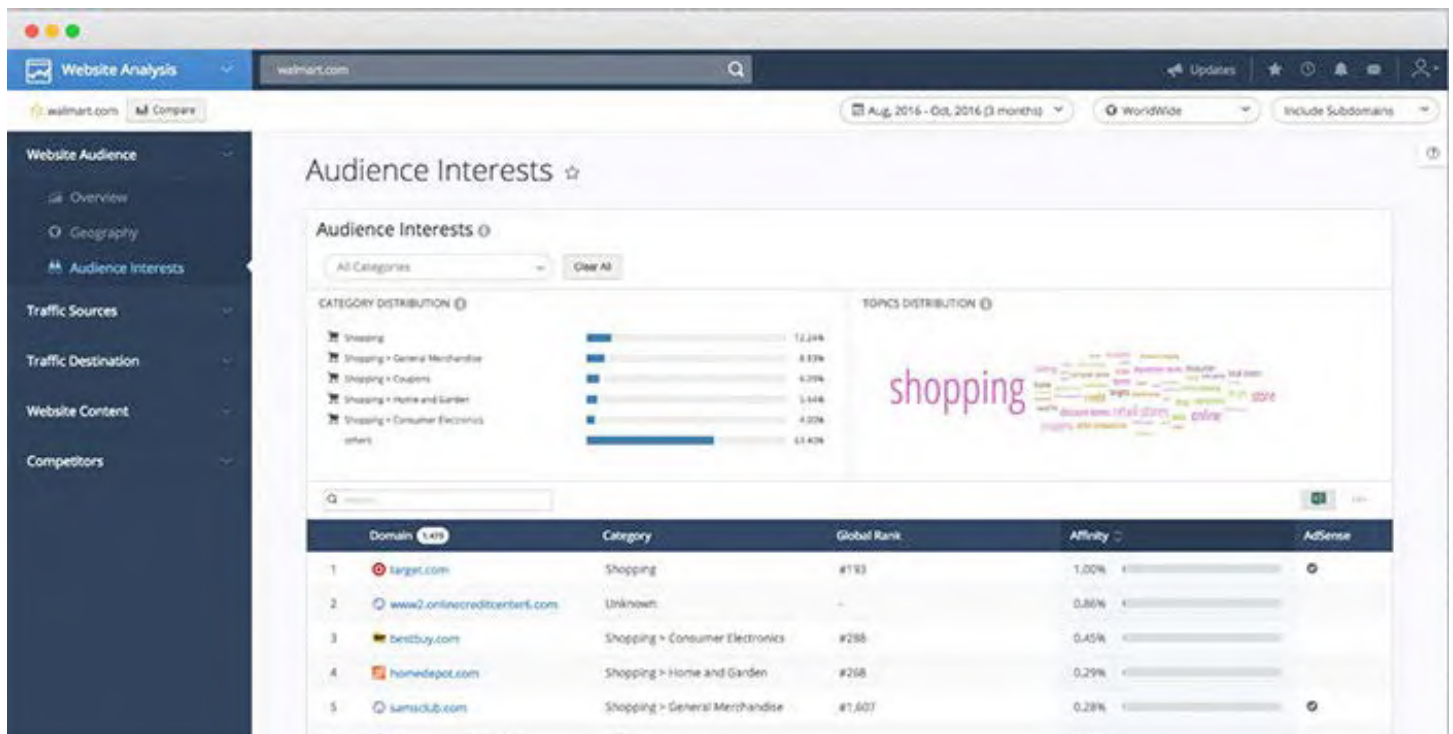 Website Analysis
walmart.com
Updates
walmart.com Compare
Aug, 2016 - Oct, 2016 (3 months)
WorldWide
Include Subdomains
Website Audience
Overview
Geography
Audience Interests
Traffic Sources
Traffic Destination
Website Content
Competitors
Audience Interests
Audience Interests
All Categories
Clear All
CATEGORY DISTRIBUTION
Shopping
Shopping > General Merchandise
Shopping > Coupons
Shopping > Home and Garden
Shopping > Consumer Electronics
others
TOPICS DISTRIBUTION
shopping
store
online
retail stores
Domain
Category
Global Rank
Affinity
AdSense
1 target.com Shopping #193 1.00%
2 www2.onlinecreditcenter6.com Unknown - 0.86%
3 bestbuy.com Shopping > Consumer Electronics #288 0.45%
4 homedepot.com Shopping > Home and Garden #268 0.29%
5 samsclub.com Shopping > General Merchandise #1,607 0.28%